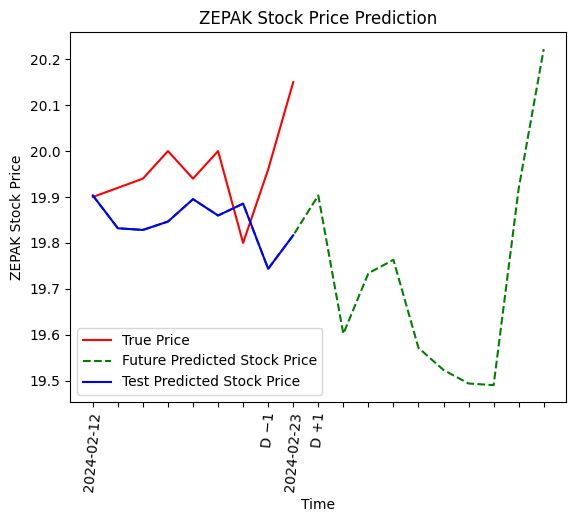 ZEPAK Stock Price Prediction
20.2
20.1
20.0
19.9
19.8
19.7
19.6
19.5
ZEPAK Stock Price
True Price
Future Predicted Stock Price
Test Predicted Stock Price
2024-02-12
D −1
2024-02-23
D +1
Time